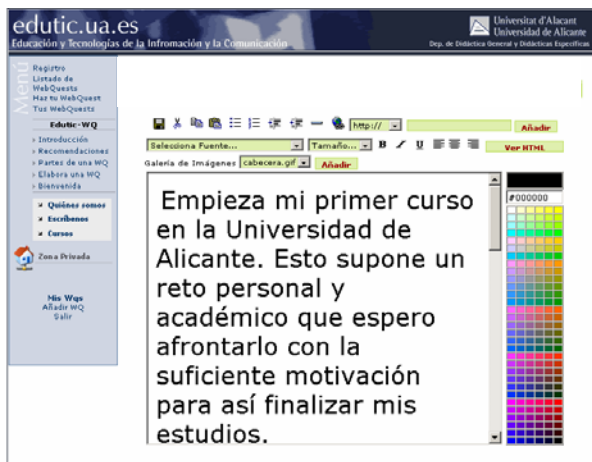 edutic.ua.es
Educación y Tecnologías de la Infromación y la Comunicación
Universitat d'Alacant
Universidad de Alicante
Dep. de Didáctica General y Didácticas Específicas
Menú
Registro
Listado de
WebQuests
Haz tu WebQuest
Tus WebQuests
Edutic-WQ
› Introducción
› Recomendaciones
› Partes de una WQ
› Elabora una WQ
› Bienvenida
Quiénes somos
Escríbenos
Cursos
Zona Privada
Mis Wqs
Añadir WQ
Salir
http://
Añadir
Selecciona Fuente...
Tamaño...
B I U
Ver HTML
Galería de Imágenes cabecera.gif Añadir
#000000
Empieza mi primer curso
en la Universidad de
Alicante. Esto supone un
reto personal y
académico que espero
afrontarlo con la
suficiente motivación
para así finalizar mis
estudios.